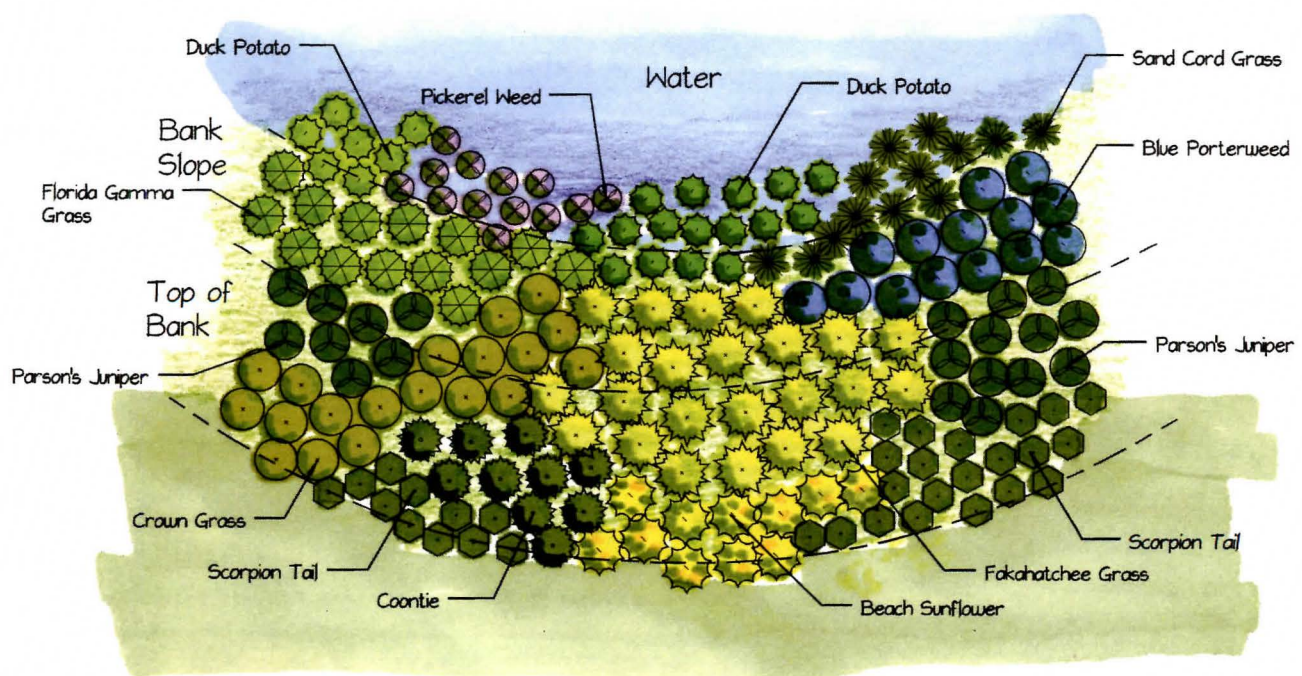 Duck Potato
Water
Sand Cord Grass
Pickerel Weed
Duck Potato
Bank
Slope
Blue Porterweed
Florida Gamma
Grass
Top of
Bank
Parson's Juniper
Parson's Juniper
Crown Grass
Scorpion Tail
Scorpion Tail
Fakahatchee Grass
Coontie
Beach Sunflower